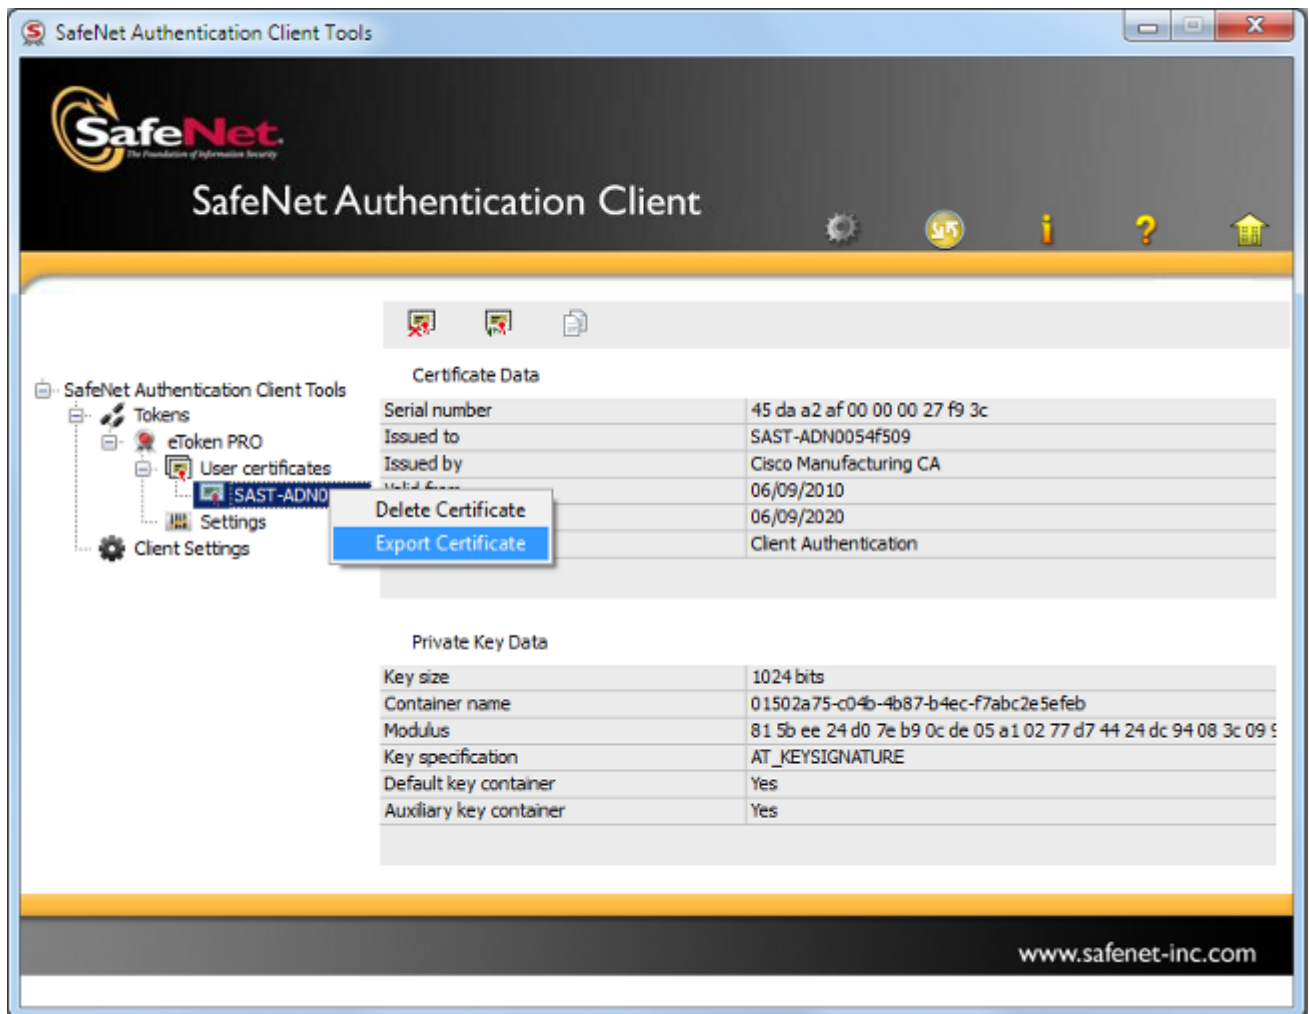 SafeNet Authentication Client Tools
SafeNet.
The Foundation of Information Security
SafeNet Authentication Client
SafeNet Authentication Client Tools
Tokens
eToken PRO
User certificates
SAST-ADN0
Settings
Client Settings
Delete Certificate
Export Certificate
Certificate Data
Serial number 45 da a2 af 00 00 00 27 f9 3c
Issued to SAST-ADN0054f509
Issued by Cisco Manufacturing CA
Valid from 06/09/2010
06/09/2020
Client Authentication
Private Key Data
Key size 1024 bits
Container name 01502a75-c04b-4b87-b4ec-f7abc2e5efeb
Modulus 81 5b ee 24 d0 7e b9 0c de 05 a1 02 77 d7 44 24 dc 94 08 3c 09 9
Key specification AT_KEYSIGNATURE
Default key container Yes
Auxiliary key container Yes
www.safenet-inc.com